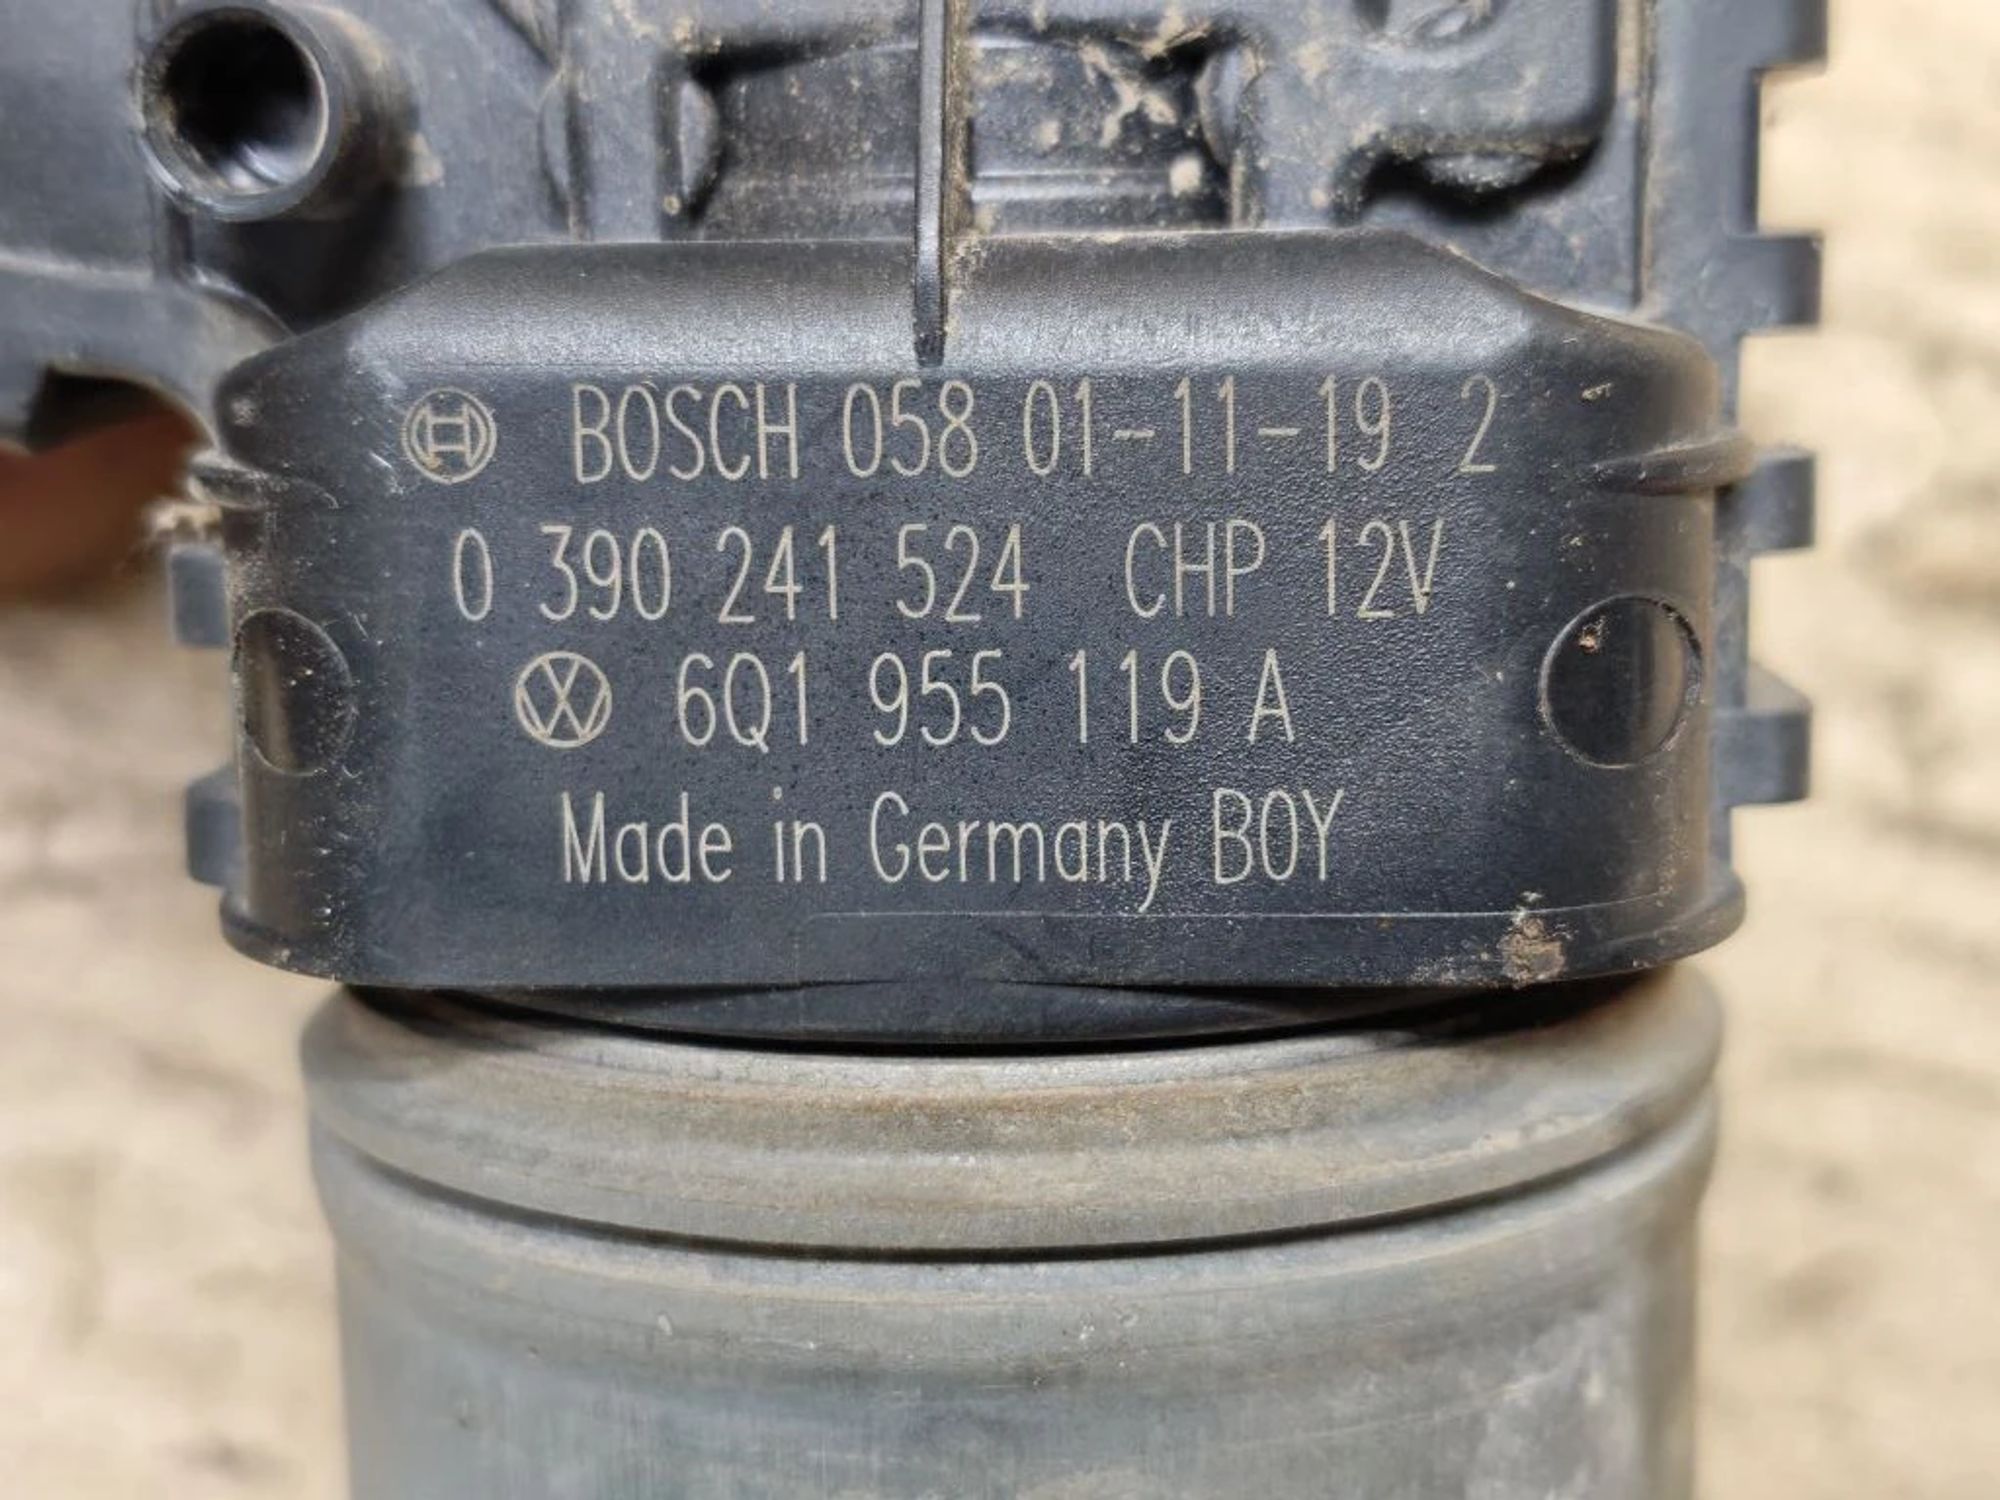 BOSCH 058 01-11-19 2
0 390 241 524 CHP 12V
6Q1 955 119 A
Made in Germany BOY